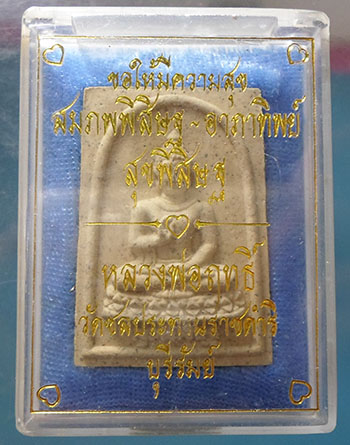 ขอให้มีความสุข
สมภพพิสิษฐ - อาภาทิพย์
สุขพิสิษฐ
หลวงพ่อฤทธิ์
วัดชลประทานราชดำริ
บุรีรัมย์